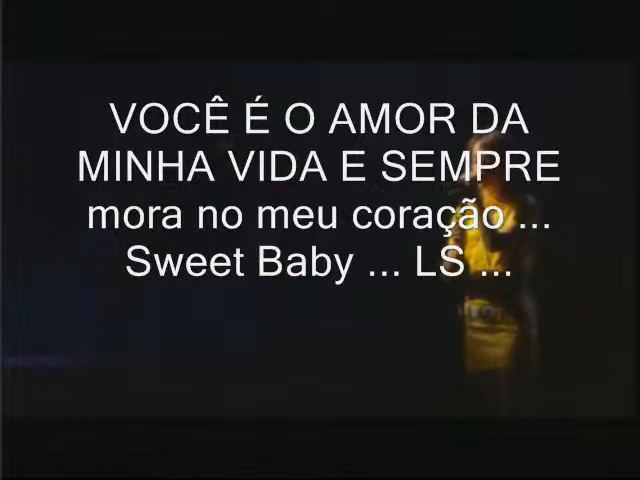 VOCÊ É O AMOR DA
MINHA VIDA E SEMPRE
mora no meu coração ...
Sweet Baby ... LS ...